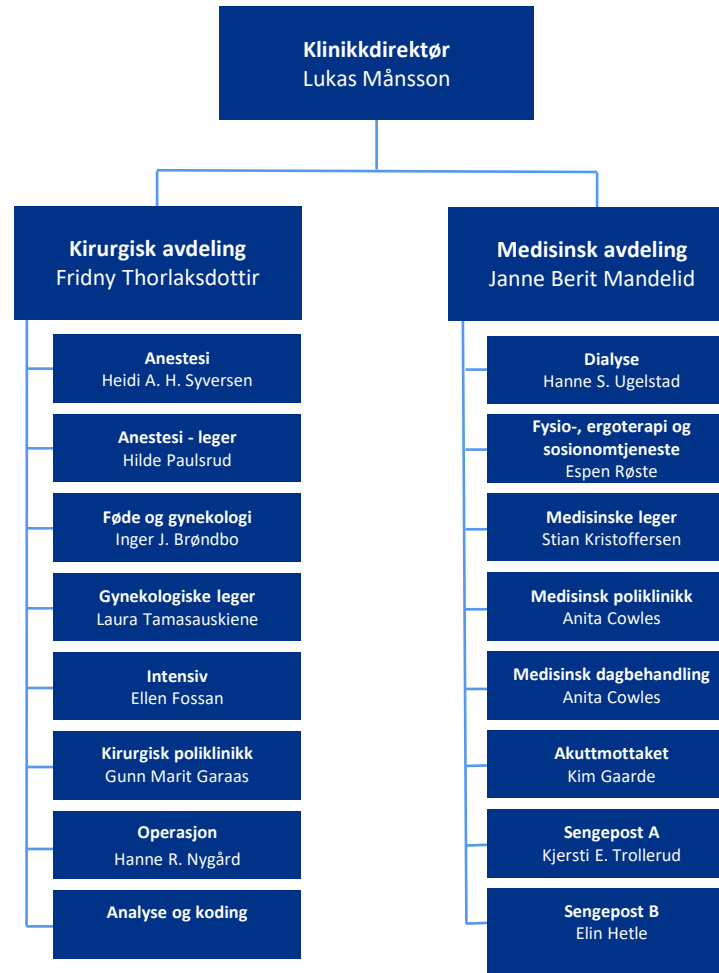 Klinikkdirektør
Lukas Månsson
Kirurgisk avdeling
Fridny Thorlaksdottir
Anestesi
Heidi A. H. Syversen
Anestesi - leger
Hilde Paulsrud
Føde og gynekologi
Inger J. Brøndbo
Gynekologiske leger
Laura Tamasauskiene
Intensiv
Ellen Fossan
Kirurgisk poliklinikk
Gunn Marit Garaas
Operasjon
Hanne R. Nygård
Analyse og koding
Medisinsk avdeling
Janne Berit Mandelid
Dialyse
Hanne S. Ugelstad
Fysio-, ergoterapi og
sosionomtjeneste
Espen Røste
Medisinske leger
Stian Kristoffersen
Medisinsk poliklinikk
Anita Cowles
Medisinsk dagbehandling
Anita Cowles
Akuttmottaket
Kim Gaarde
Sengepost A
Kjersti E. Trollerud
Sengepost B
Elin Hetle